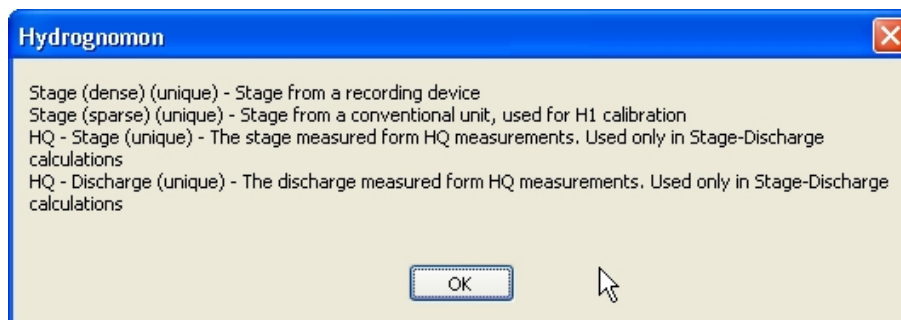 Hydrognomon
Stage (dense) (unique) - Stage from a recording device
Stage (sparse) (unique) - Stage from a conventional unit, used for H1 calibration
HQ - Stage (unique) - The stage measured form HQ measurements. Used only in Stage-Discharge
calculations
HQ - Discharge (unique) - The discharge measured form HQ measurements. Used only in Stage-Discharge
calculations
OK